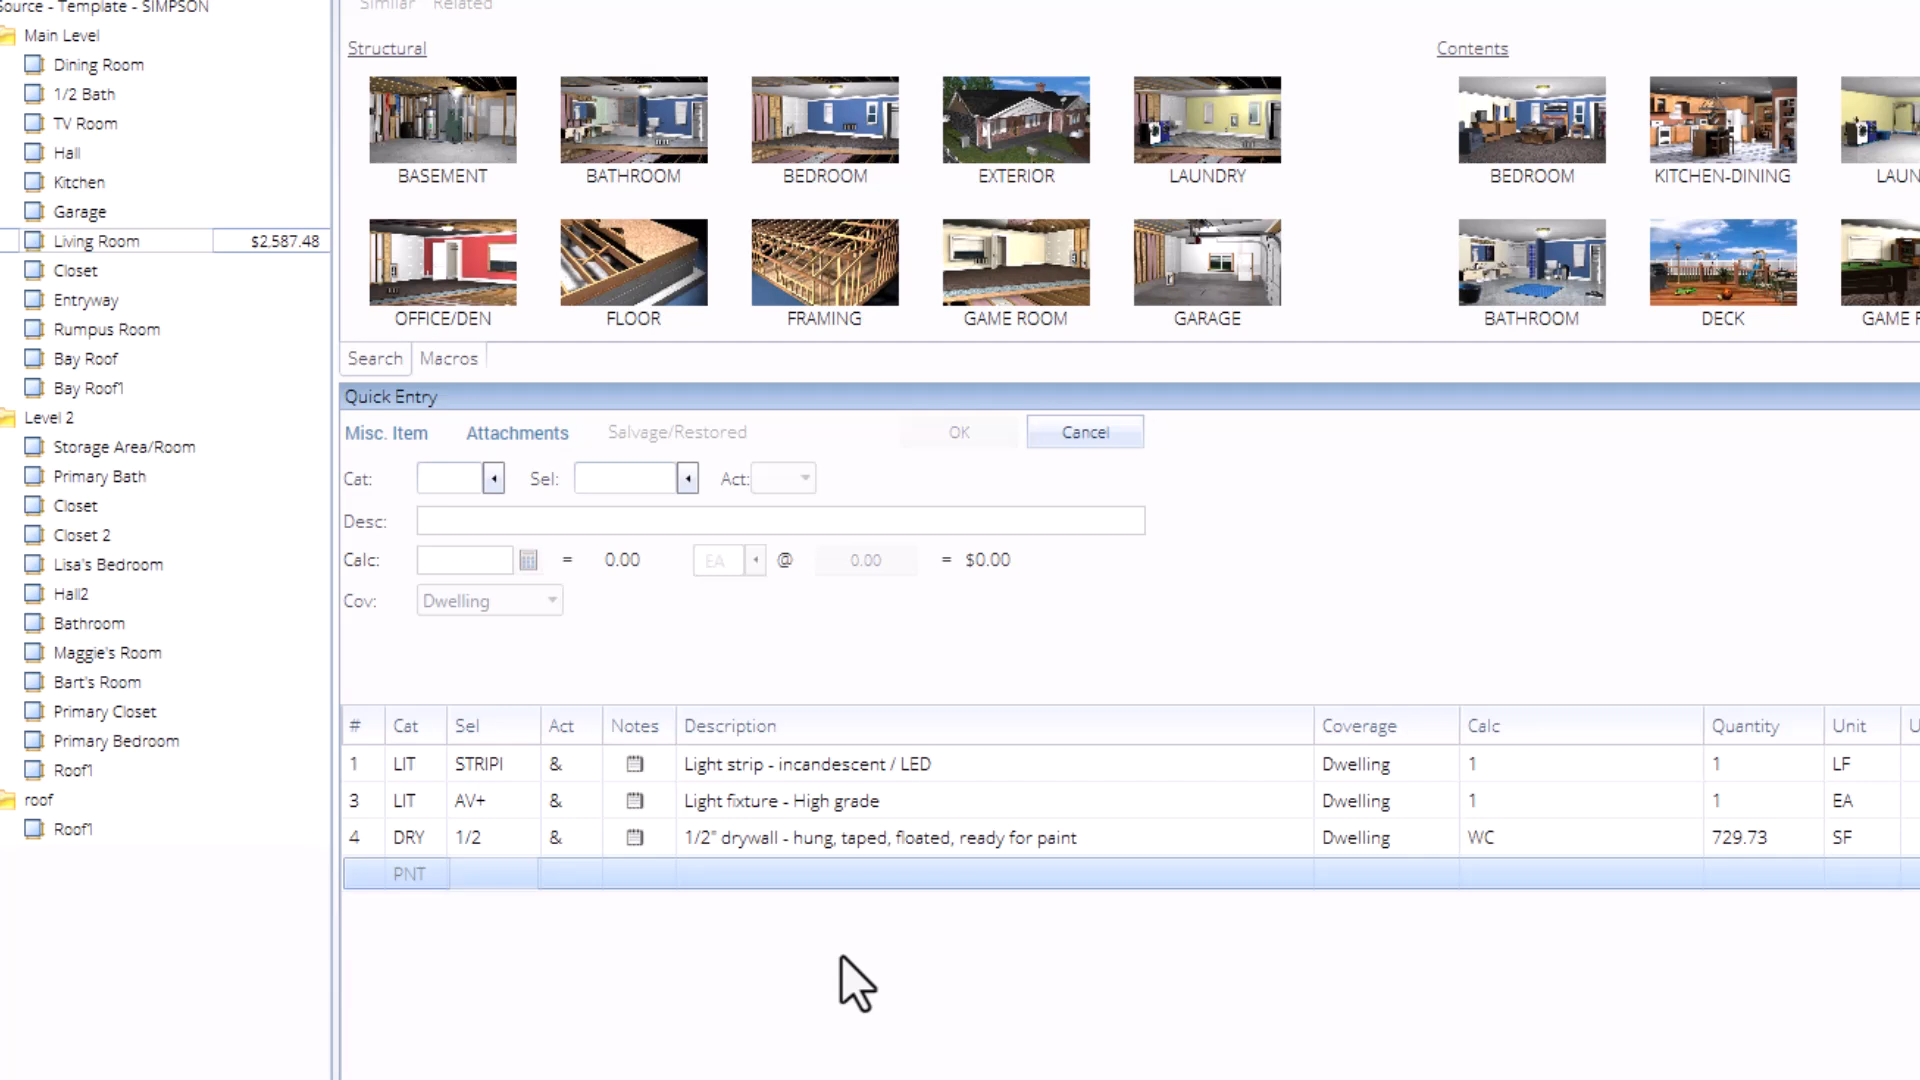 Source - Template - SIMPSON
Main Level
Dining Room
1/2 Bath
TV Room
Hall
Kitchen
Garage
Living Room $2,587.48
Closet
Entryway
Rumpus Room
Bay Roof
Bay Roof1
Level 2
Storage Area/Room
Primary Bath
Closet
Closet 2
Lisa's Bedroom
Hall2
Bathroom
Maggie's Room
Bart's Room
Primary Closet
Primary Bedroom
Roof1
roof
Roof1
Similar Related
Structural
BASEMENT BATHROOM BEDROOM EXTERIOR LAUNDRY
OFFICE/DEN FLOOR FRAMING GAME ROOM GARAGE
Contents
BEDROOM KITCHEN-DINING LAUN
BATHROOM DECK GAME F
Search Macros
Quick Entry
Misc. Item Attachments Salvage/Restored OK Cancel
Cat: Sel: Act:
Desc:
Calc: = 0.00 EA @ 0.00 = $0.00
Cov: Dwelling
# Cat Sel Act Notes Description Coverage Calc Quantity Unit U
1 LIT STRIPI & Light strip - incandescent / LED Dwelling 1 1 LF
3 LIT AV+ & Light fixture - High grade Dwelling 1 1 EA
4 DRY 1/2 & 1/2" drywall - hung, taped, floated, ready for paint Dwelling WC 729.73 SF
PNT